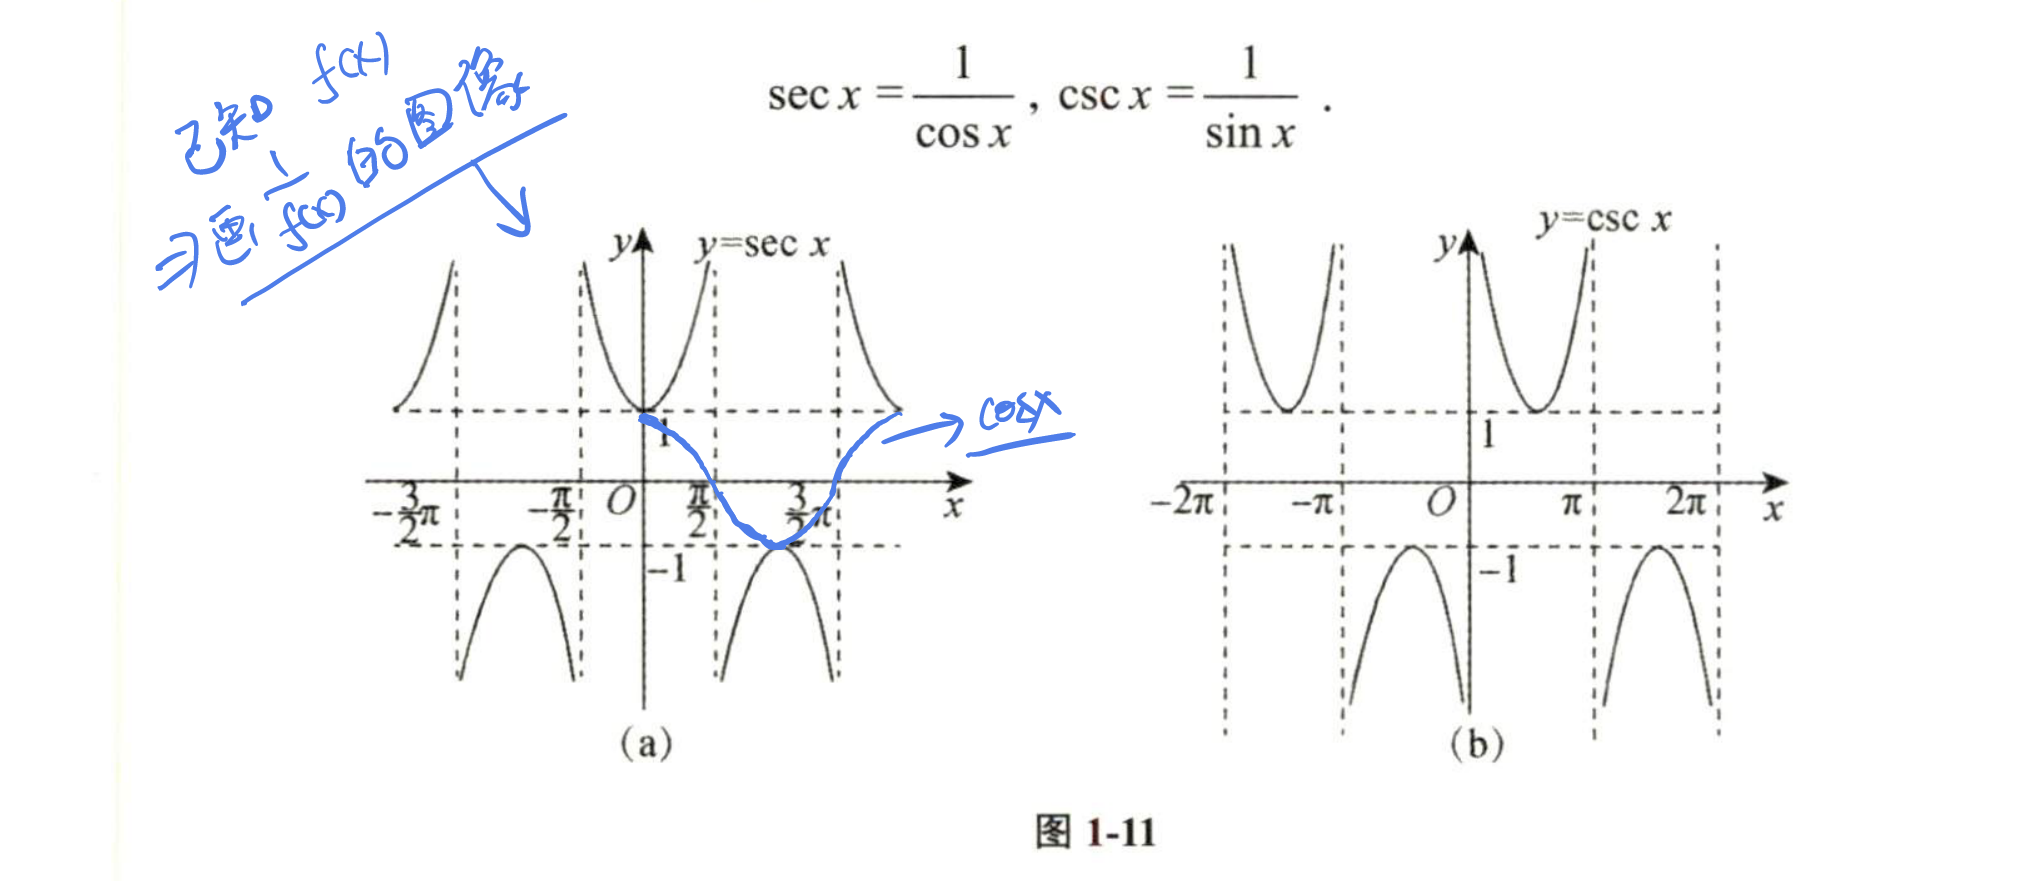 已知 f(x)
⇒画 1/f(x) 的图像
sec x = 1/cos x , csc x = 1/sin x .
y
y=sec x
1
cosx
-3/2π
-π/2
O
π/2
3/2π
x
-1
(a)
y
y=csc x
1
-2π
-π
O
π
2π
x
-1
(b)
图 1-11